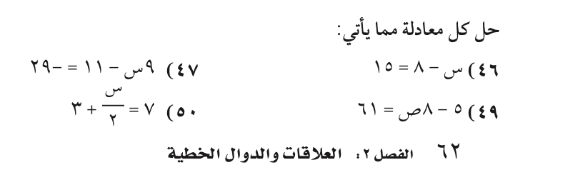 حل كل معادلة مما يأتي:
٤٦) س − ٨ = ١٥
٤٧) ٩س − ١١ = −٢٩
٤٩) ٥ − ٨ص = ٦١
٥٠) ٧ = س/٢ + ٣
٦٢ الفصل ٢: العلاقات والدوال الخطية